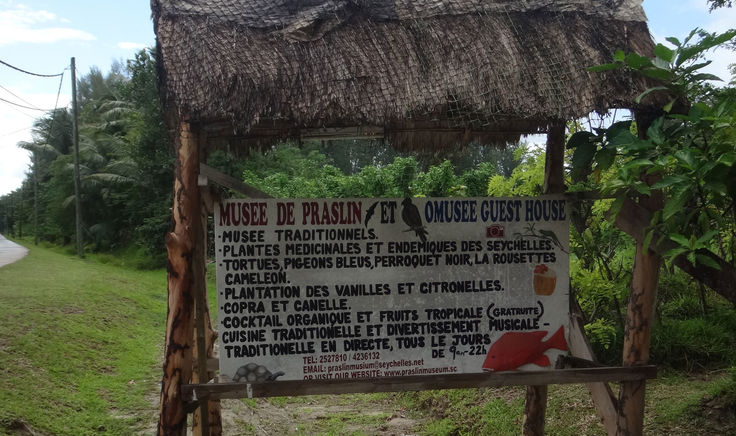 MUSEE DE PRASLIN ET OMUSEE GUEST HOUSE
·MUSEE TRADITIONNELS.
·PLANTES MEDICINALES ET ENDEMIQUES DES SEYCHELLES.
·TORTUES, PIGEONS BLEUS, PERROQUET NOIR, LA ROUSETTES
CAMELEON.
·PLANTATION DES VANILLES ET CITRONELLES.
·COPRA ET CANELLE.
·COCKTAIL ORGANIQUE ET FRUITS TROPICALE (GRATUITE)
CUISINE TRADITIONELLE ET DIVERTISSEMENT MUSICALE -
TRADITIONELLE EN DIRECTE, TOUS LE JOURS
DE 9am-22h
TEL: 2527810 / 4236132
EMAIL: praslinmusium@seychelles.net
OR VISIT OUR WEBSITE: www.praslinmuseum.sc